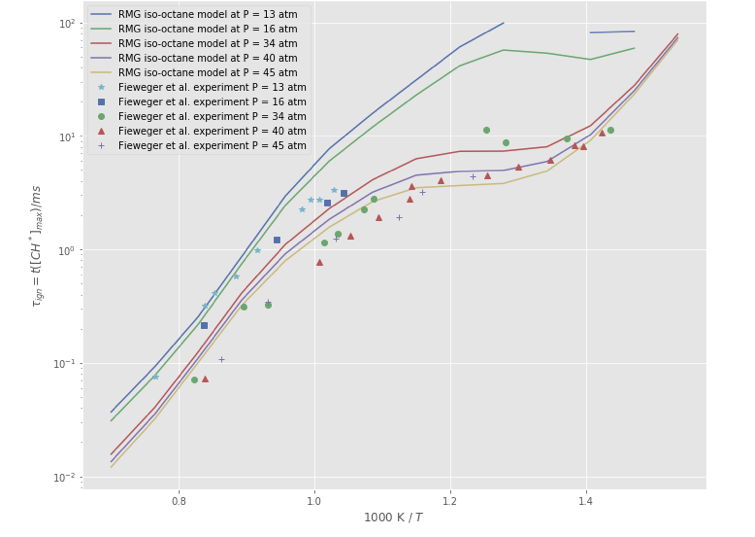 RMG iso-octane model at P = 13 atm
RMG iso-octane model at P = 16 atm
RMG iso-octane model at P = 34 atm
RMG iso-octane model at P = 40 atm
RMG iso-octane model at P = 45 atm
Fieweger et al. experiment P = 13 atm
Fieweger et al. experiment P = 16 atm
Fieweger et al. experiment P = 34 atm
Fieweger et al. experiment P = 40 atm
Fieweger et al. experiment P = 45 atm
10²
10¹
10⁰
10⁻¹
10⁻²
τ_ign = t([CH*]_max)/ms
0.8 1.0 1.2 1.4
1000 K / T